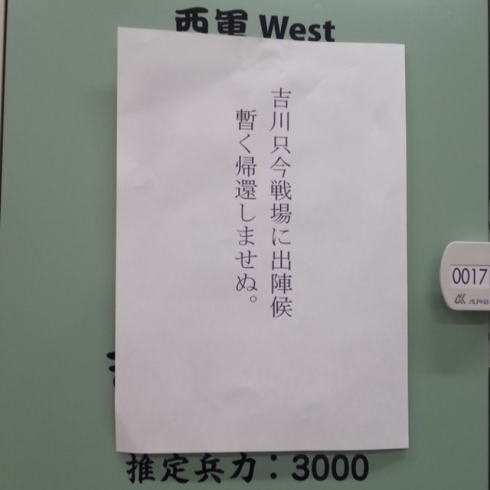 西軍 West
吉川只今戦場に出陣候
暫く帰還しませぬ。
0017
推定兵力：3000